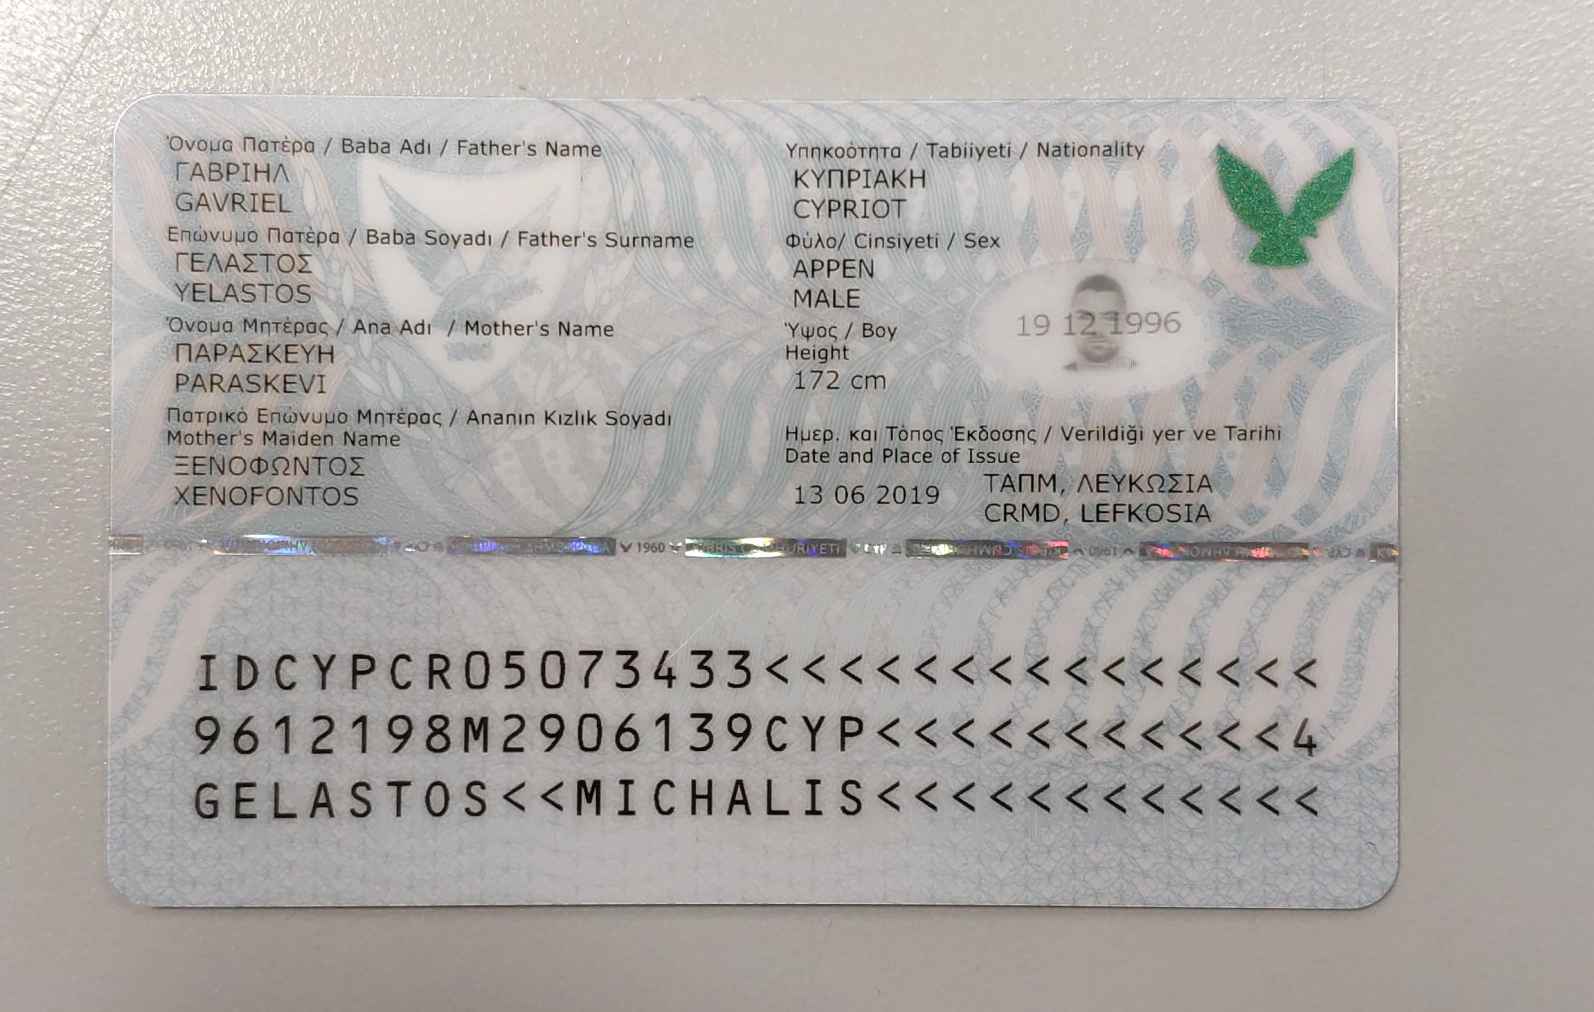 Όνομα Πατέρα / Baba Adı / Father's Name
ΓΑΒΡΙΗΛ
GAVRIEL
Επώνυμο Πατέρα / Baba Soyadı / Father's Surname
ΓΕΛΑΣΤΟΣ
YELASTOS
Όνομα Μητέρας / Ana Adı / Mother's Name
ΠΑΡΑΣΚΕΥΗ
PARASKEVI
Πατρικό Επώνυμο Μητέρας / Ananın Kızlık Soyadı
Mother's Maiden Name
ΞΕΝΟΦΩΝΤΟΣ
XENOFONTOS
Υπηκοότητα / Tabiiyeti / Nationality
ΚΥΠΡΙΑΚΗ
CYPRIOT
Φύλο/ Cinsiyeti / Sex
ΑΡΡΕΝ
MALE
Ύψος / Boy
Height
172 cm
19 12 1996
Ημερ. και Τόπος Έκδοσης / Verildiği yer ve Tarihi
Date and Place of Issue
13 06 2019
ΤΑΠΜ, ΛΕΥΚΩΣΙΑ
CRMD, LEFKOSIA
1960
IDCYPCR05073433<<<<<<<<<<<<<<<
9612198M2906139CYP<<<<<<<<<<<4
GELASTOS<<MICHALIS<<<<<<<<<<<<